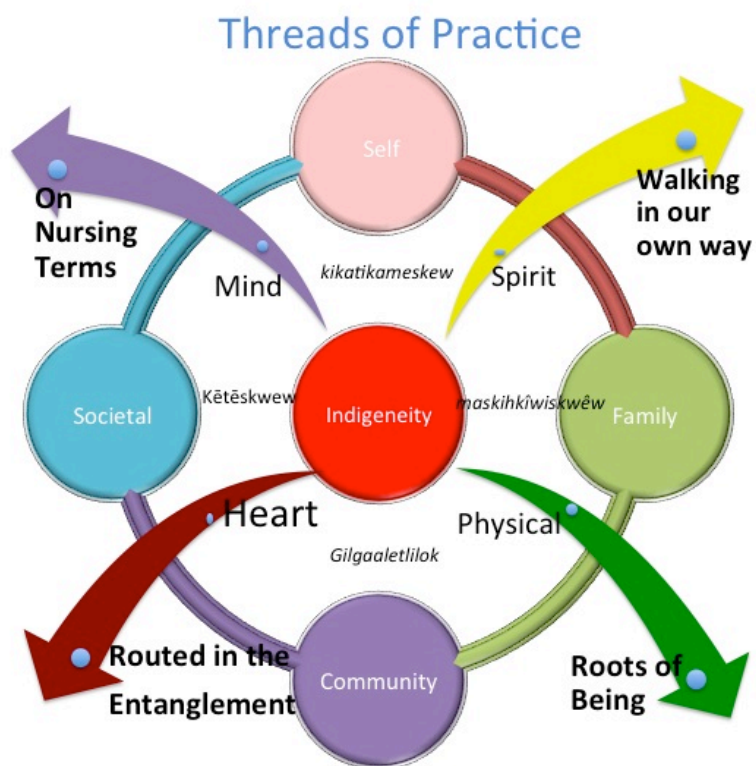 Threads of Practice
Self
On
Nursing
Terms
Walking
in our
own way
Mind
kikatikameskew
Spirit
Societal
Kētēskwew
Indigeneity
maskihkîwiskwêw
Family
Heart
Physical
Gilgaaletlilok
Routed in the
Entanglement
Community
Roots of
Being